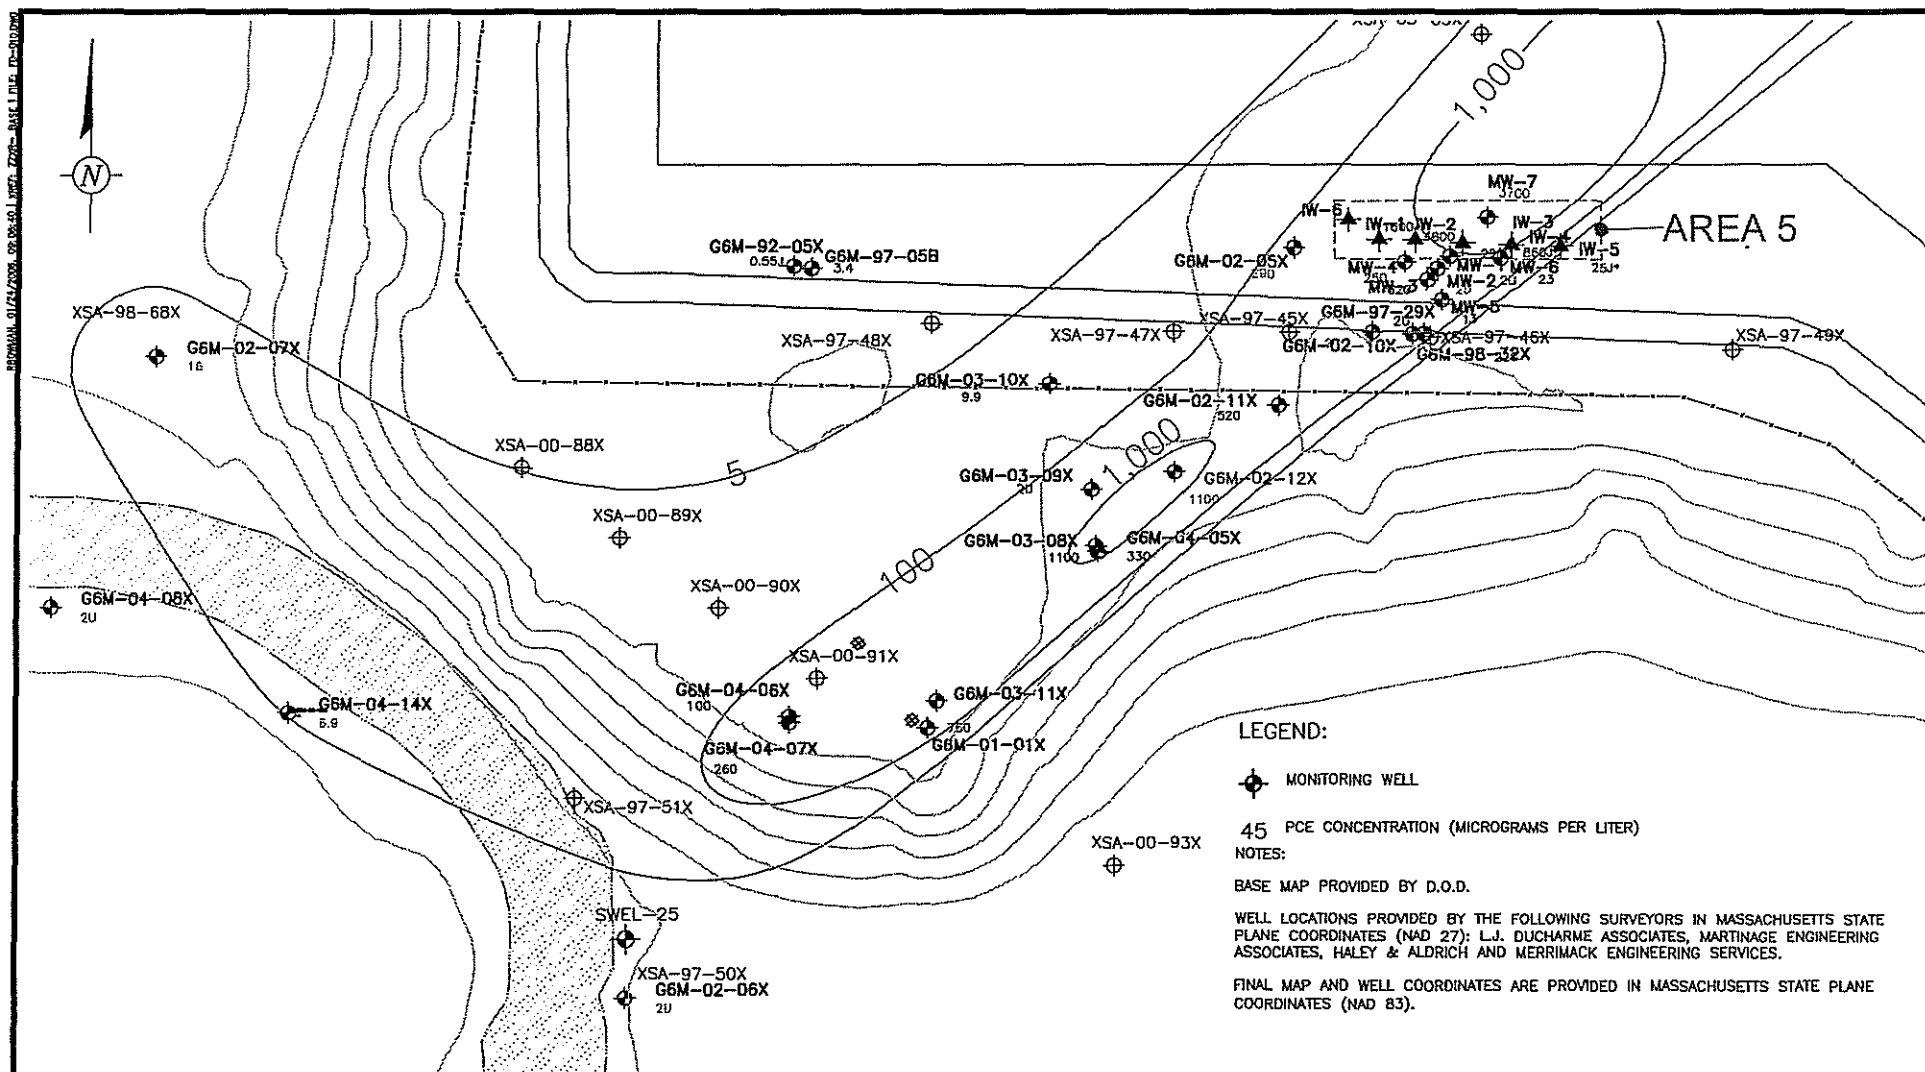 1,000
N
MW-7
3700
IW-6
IW-1
IW-2
IW-3
IW-5
25J+
AREA 5
G6M-92-05X
0.55J
G6M-97-05B
3.4
G6M-02-05X
MW-4
MW-1
MW-6
MW-3
MW-2
23
MW-5
XSA-98-68X
G6M-02-07X
XSA-97-48X
XSA-97-47X
XSA-97-45X
G6M-97-29X
G6M-02-10X
XSA-97-46X
G6M-98-32X
XSA-97-49X
G6M-03-10X
9.9
G6M-02-11X
520
XSA-00-88X
5
1,000
G6M-03-09X
G6M-02-12X
1100
XSA-00-89X
G6M-03-08X
1100
G6M-04-05X
330
100
XSA-00-90X
G6M-04-08X
2U
XSA-00-91X
G6M-04-06X
100
G6M-03-11X
G6M-04-14X
6.9
760
G6M-04-07X
260
G6M-01-01X
XSA-97-51X
XSA-00-93X
SWEL-25
XSA-97-50X
G6M-02-06X
2U
LEGEND:
MONITORING WELL
45 PCE CONCENTRATION (MICROGRAMS PER LITER)
NOTES:
BASE MAP PROVIDED BY D.O.D.
WELL LOCATIONS PROVIDED BY THE FOLLOWING SURVEYORS IN MASSACHUSETTS STATE
PLANE COORDINATES (NAD 27): L.J. DUCHARME ASSOCIATES, MARTINAGE ENGINEERING
ASSOCIATES, HALEY & ALDRICH AND MERRIMACK ENGINEERING SERVICES.
FINAL MAP AND WELL COORDINATES ARE PROVIDED IN MASSACHUSETTS STATE PLANE
COORDINATES (NAD 83).